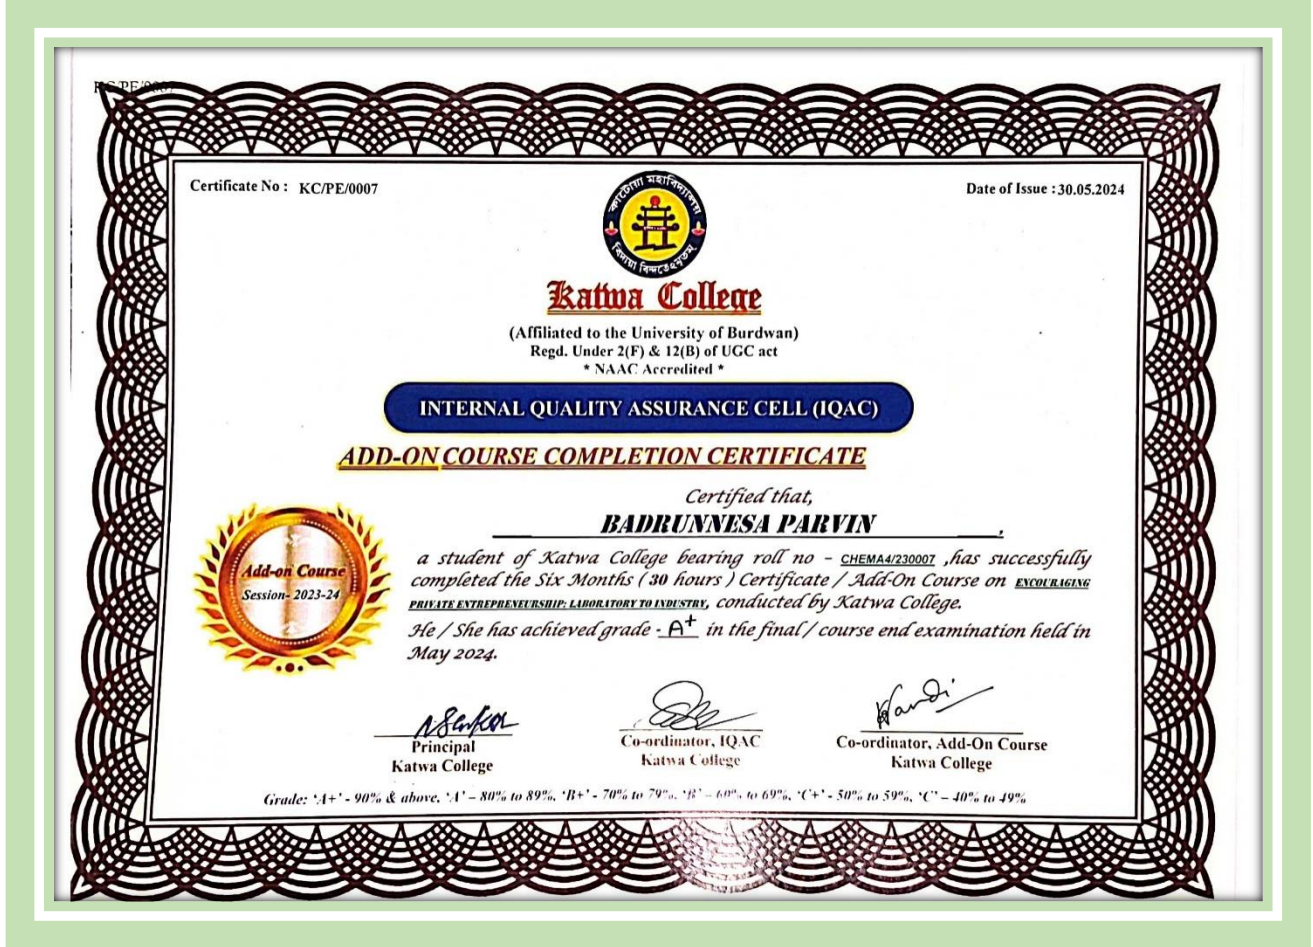 KC/PE/0007
Certificate No : KC/PE/0007
Date of Issue : 30.05.2024
কাটোয়া মহাবিদ্যালয়
Katwa College
(Affiliated to the University of Burdwan)
Regd. Under 2(F) & 12(B) of UGC act
* NAAC Accredited *
INTERNAL QUALITY ASSURANCE CELL (IQAC)
ADD-ON COURSE COMPLETION CERTIFICATE
Certified that,
BADRUNNESA PARVIN ,
a student of Katwa College bearing roll no – CHEMA4/230007 ,has successfully
completed the Six Months ( 30 hours ) Certificate / Add-On Course on ENCOURAGING
PRIVATE ENTREPRENEURSHIP: LABORATORY TO INDUSTRY, conducted by Katwa College.
He / She has achieved grade - A+ in the final / course end examination held in
May 2024.
Add-on Course
Session- 2023-24
Principal
Katwa College
Co-ordinator, IQAC
Katwa College
Co-ordinator, Add-On Course
Katwa College
Grade: 'A+' - 90% & above, 'A' – 80% to 89%, 'B+' - 70% to 79%, 'B' – 60% to 69%, 'C+' - 50% to 59%, 'C' – 40% to 49%